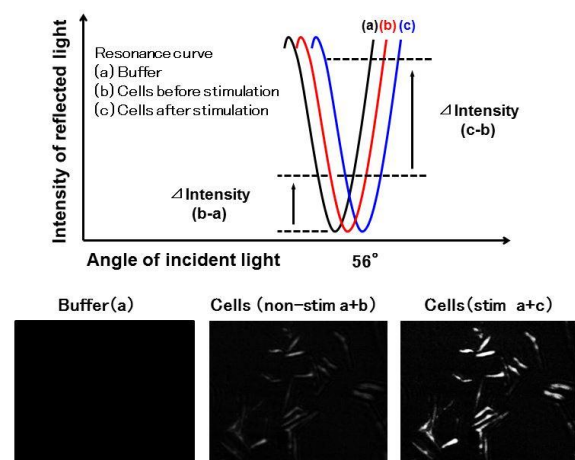 (a)(b) (c)
Resonance curve
(a) Buffer
(b) Cells before stimulation
(c) Cells after stimulation
Intensity of reflected light
⊿ Intensity
(c-b)
⊿ Intensity
(b-a)
Angle of incident light
56°
Buffer(a)
Cells (non-stim a+b)
Cells(stim a+c)